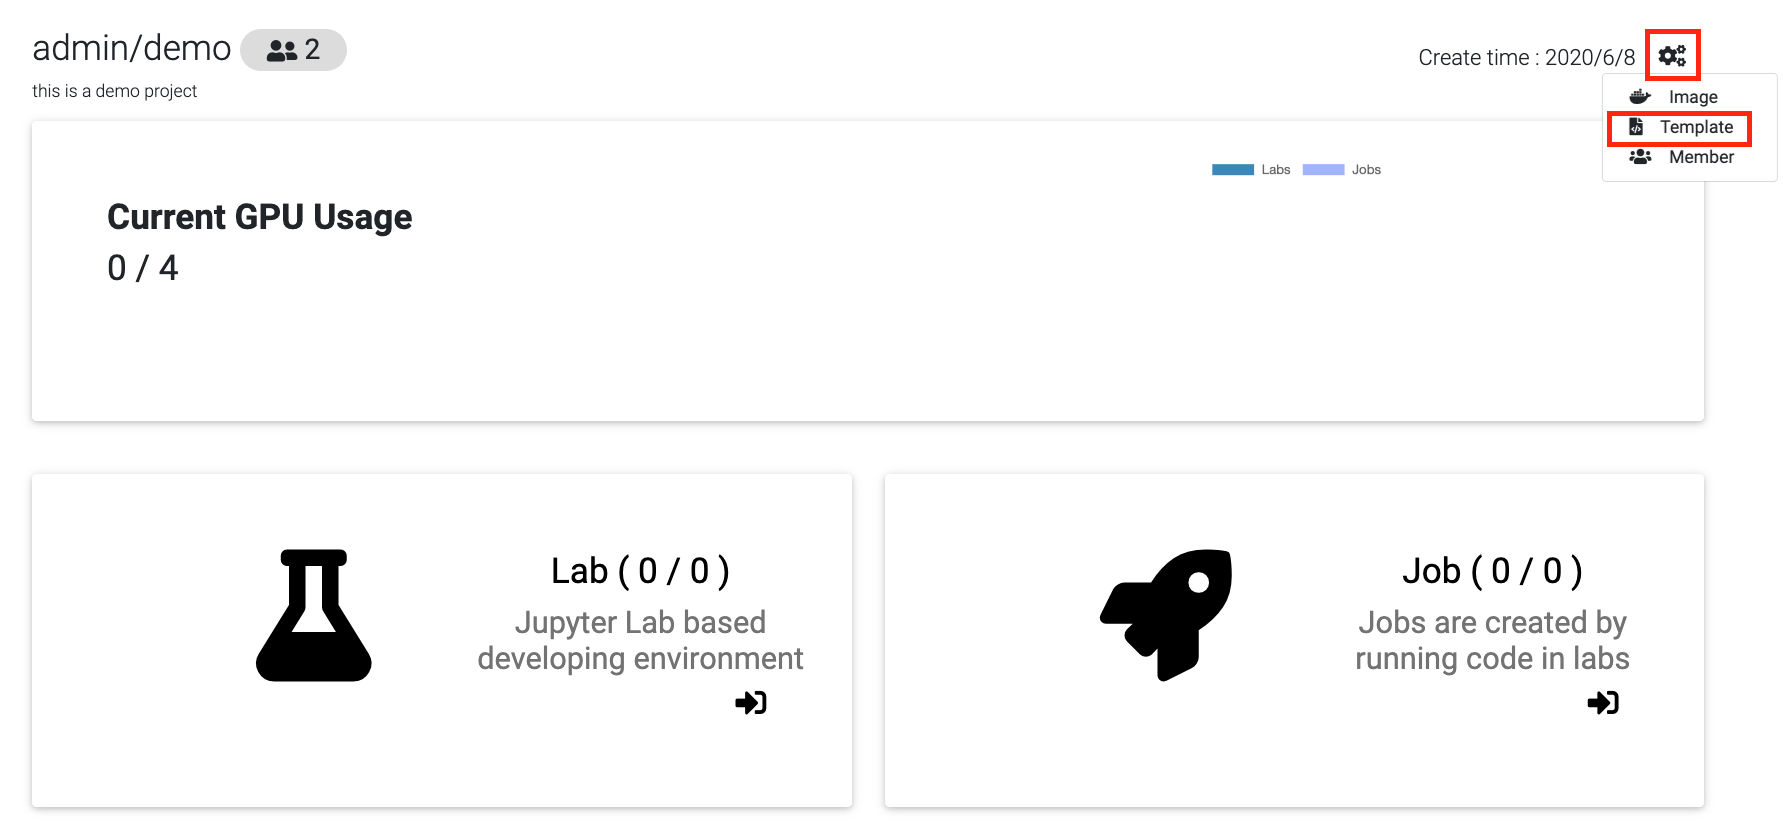 admin/demo 2
Create time : 2020/6/8
this is a demo project
Image
Template
Member
Labs Jobs
Current GPU Usage
0 / 4
Lab ( 0 / 0 )
Jupyter Lab based
developing environment
Job ( 0 / 0 )
Jobs are created by
running code in labs